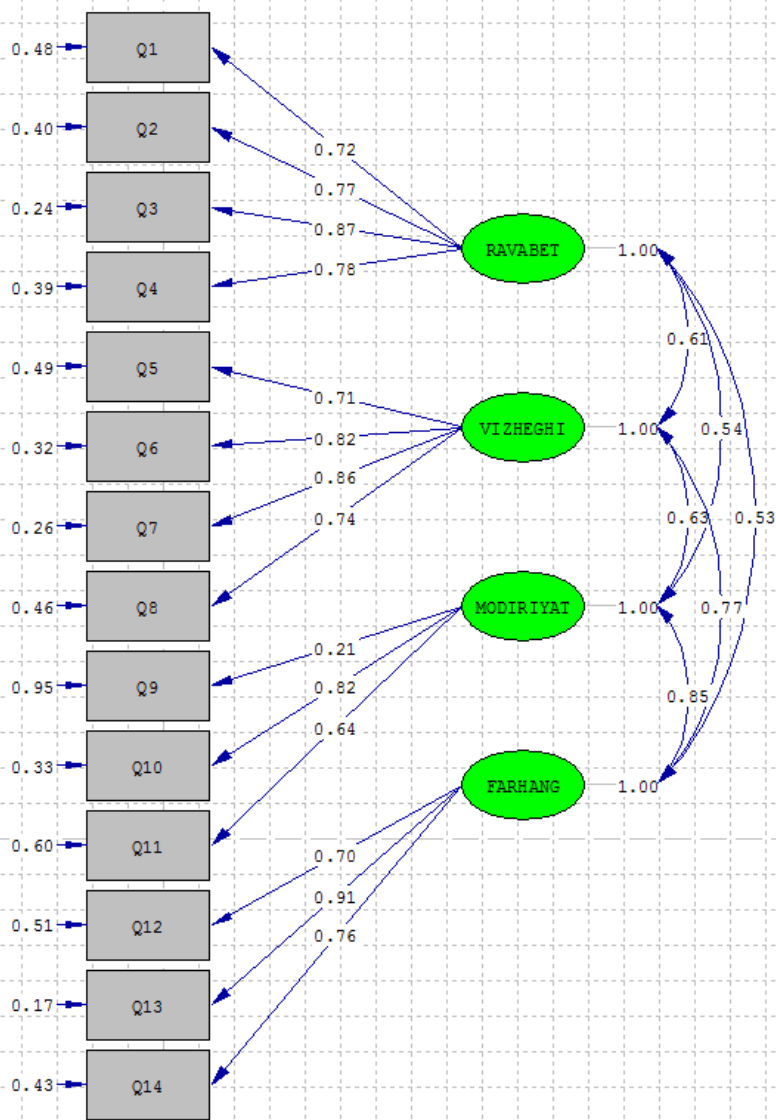 0.48 Q1
0.72
0.40 Q2
0.77
0.24 Q3
0.87
RAVABET 1.00
0.78
0.39 Q4
0.61
0.49 Q5
0.71
VIZHEGHI 1.00 0.54
0.82
0.32 Q6
0.86
0.63 0.53
0.74
0.26 Q7
0.46 Q8
MODIRIYAT 1.00 0.77
0.21
0.95 Q9
0.82
0.85
0.64
0.33 Q10
FARHANG 1.00
0.60 Q11
0.70
0.91
0.51 Q12
0.76
0.17 Q13
0.43 Q14